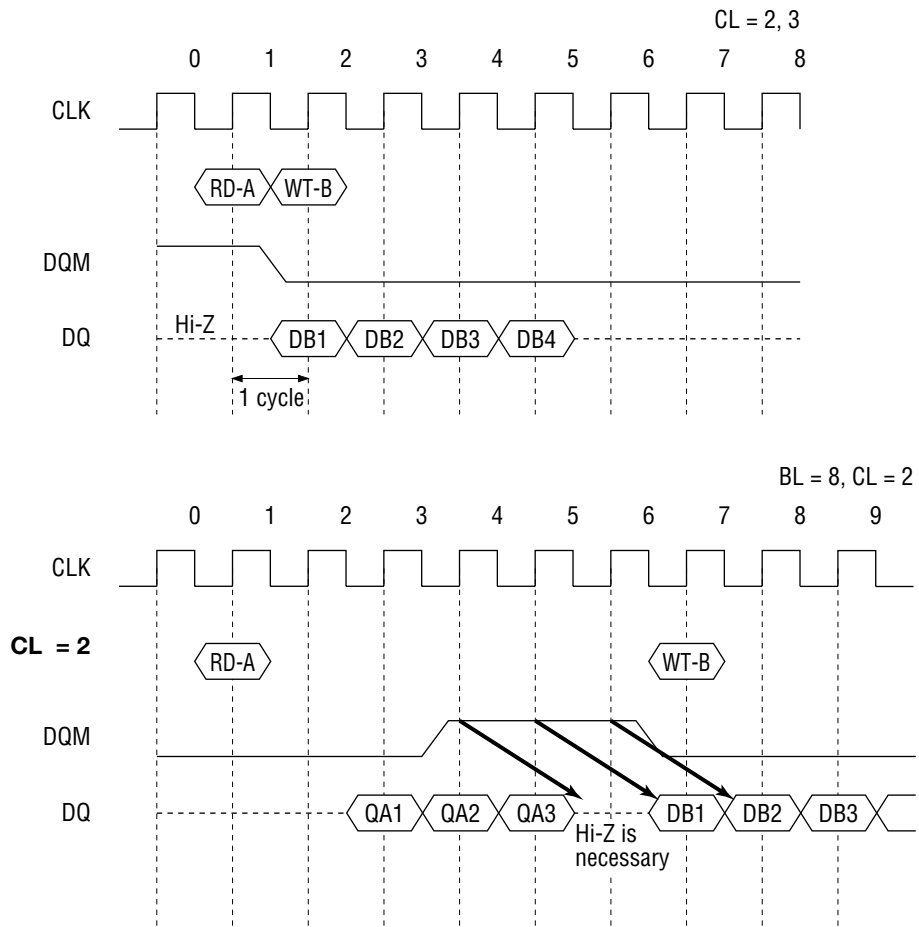 CL = 2, 3
0 1 2 3 4 5 6 7 8
CLK
RD-A WT-B
DQM
Hi-Z
DQ DB1 DB2 DB3 DB4
1 cycle
BL = 8, CL = 2
0 1 2 3 4 5 6 7 8 9
CLK
CL = 2
RD-A WT-B
DQM
DQ QA1 QA2 QA3 DB1 DB2 DB3
Hi-Z is
necessary